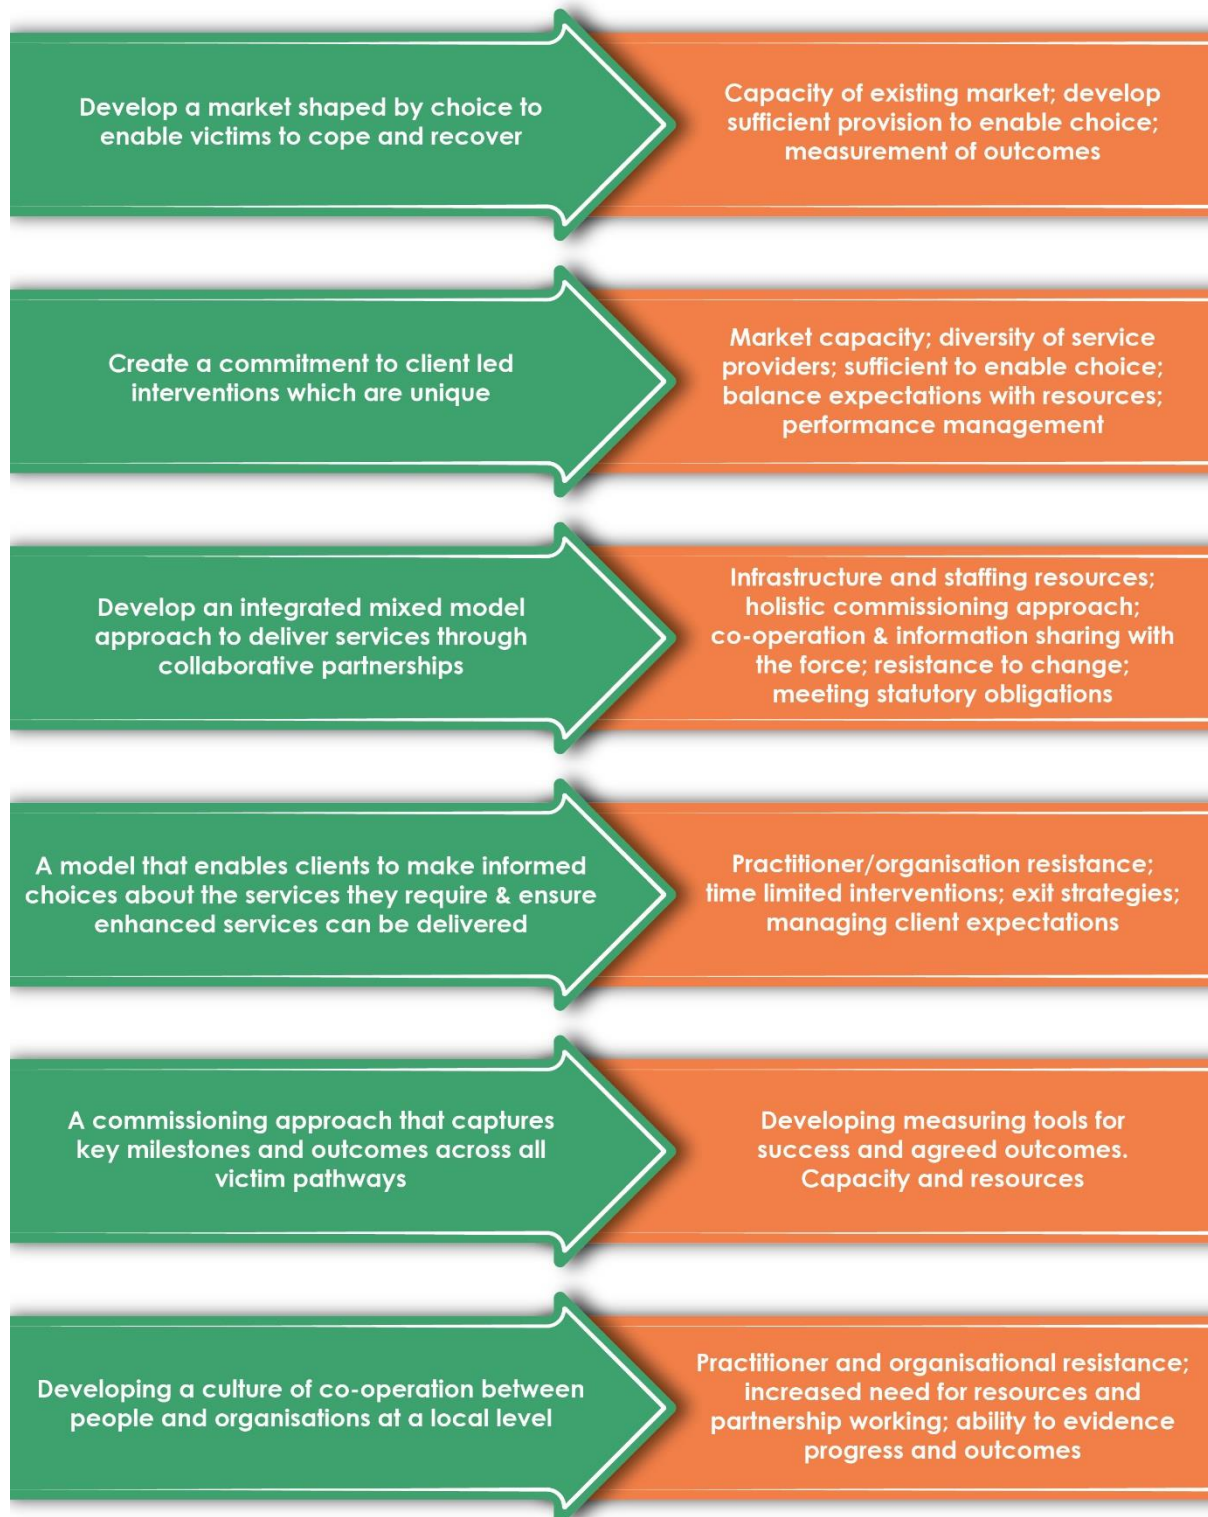 Develop a market shaped by choice to
enable victims to cope and recover
Capacity of existing market; develop
sufficient provision to enable choice;
measurement of outcomes
Create a commitment to client led
interventions which are unique
Market capacity; diversity of service
providers; sufficient to enable choice;
balance expectations with resources;
performance management
Develop an integrated mixed model
approach to deliver services through
collaborative partnerships
Infrastructure and staffing resources;
holistic commissioning approach;
co-operation & information sharing with
the force; resistance to change;
meeting statutory obligations
A model that enables clients to make informed
choices about the services they require & ensure
enhanced services can be delivered
Practitioner/organisation resistance;
time limited interventions; exit strategies;
managing client expectations
A commissioning approach that captures
key milestones and outcomes across all
victim pathways
Developing measuring tools for
success and agreed outcomes.
Capacity and resources
Developing a culture of co-operation between
people and organisations at a local level
Practitioner and organisational resistance;
increased need for resources and
partnership working; ability to evidence
progress and outcomes